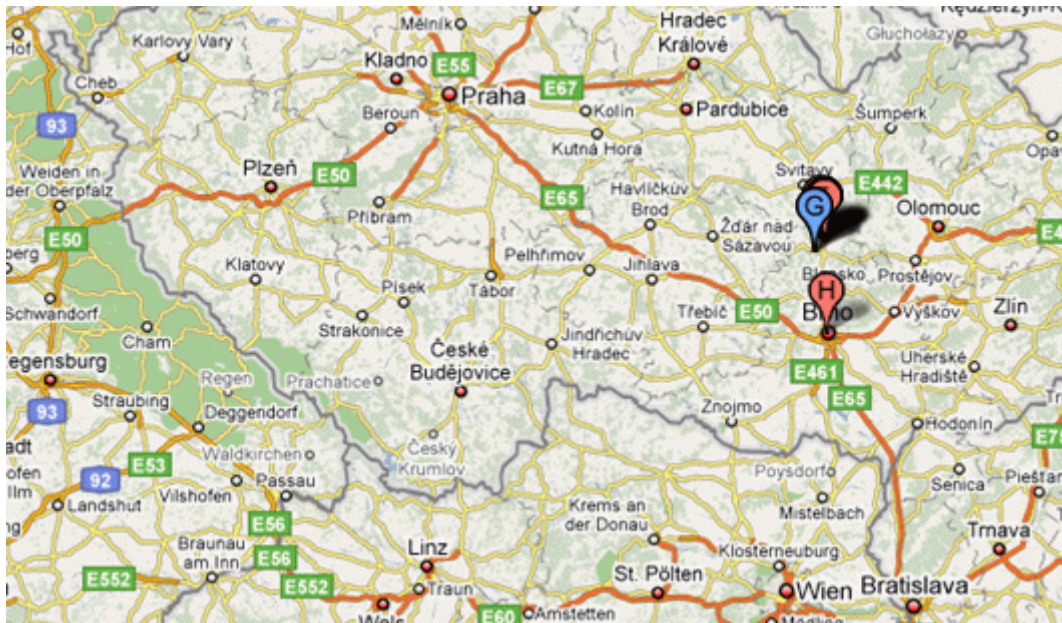 Mělník
Hradec
Králové
Głuchołazy
Hof
Karlovy Vary
Kladno
E55
Cheb
Praha
E67
Kolín
Pardubice
Šumperk
93
Beroun
Kutná Hora
Weiden in
der Oberpfalz
Plzeň
E50
E65
Havlíčkův
Brod
Svitavy
E442
Příbram
G
Olomouc
E50
Žďár nad
Sázavou
Klatovy
Pelhřimov
Jihlava
Prostějov
Písek
Tábor
H
Schwandorf
Strakonice
Třebíč
E50
Brno
Vyškov
Zlín
Cham
Jindřichův
Hradec
České
Budějovice
Uherské
Hradiště
E461
Regen
Prachatice
93
Straubing
Deggendorf
Znojmo
E65
Hodonín
Český
Krumlov
E53
Waldkirchen
92
Vilshofen
Passau
Poysdorf
Senica
Landshut
Mistelbach
E56
Krems an
der Donau
Trnava
Braunau
am Inn
E56
Linz
Klosterneuburg
E552
E552
Traun
St. Pölten
Wien
Bratislava
E60
Amstetten